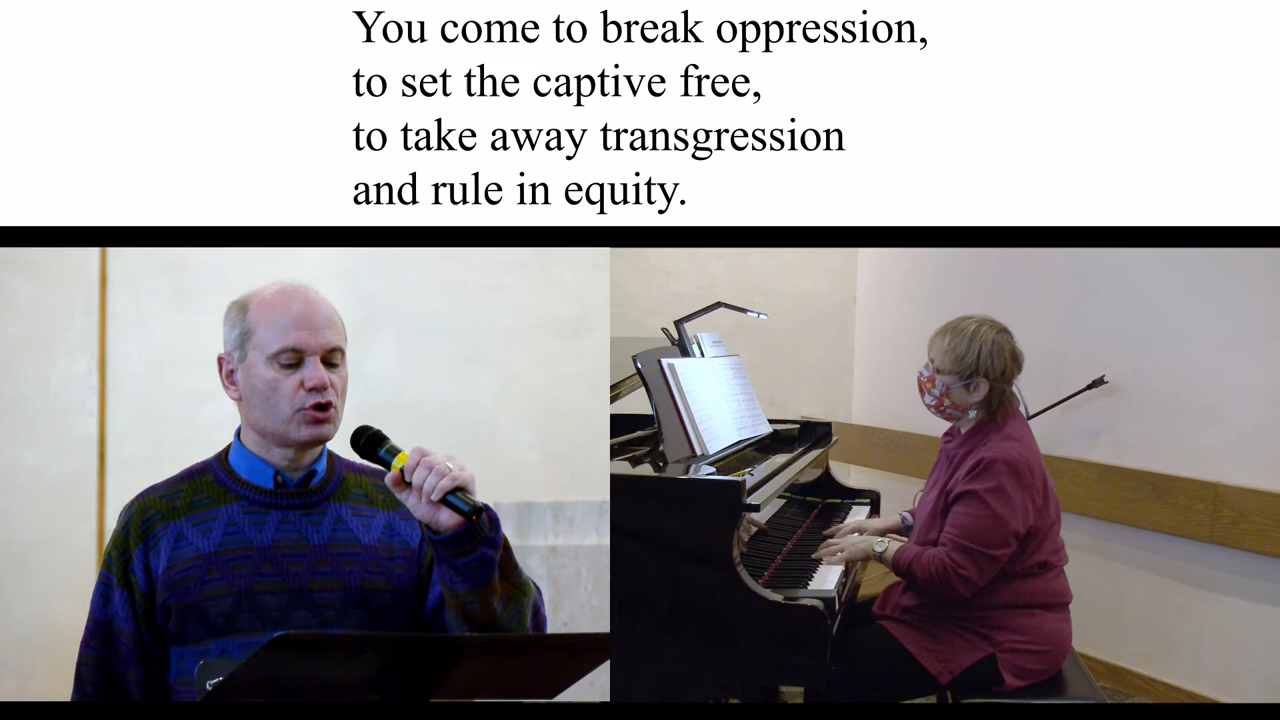 You come to break oppression,
to set the captive free,
to take away transgression
and rule in equity.